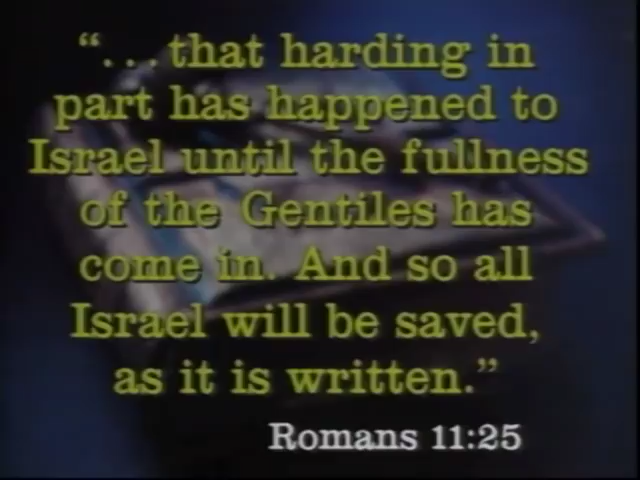 “...that harding in
part has happened to
Israel until the fullness
of the Gentiles has
come in. And so all
Israel will be saved,
as it is written.”
Romans 11:25